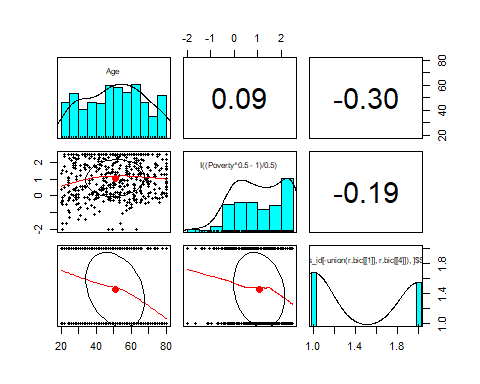 0 1 2
-2 -1
Age
0.09
-0.30
20 40 60 80
I((Poverty^0.5 - 1)/0.5)
-0.19
-2 0 1 2
s_id[-union(r.bic[[1]], r.bic[[4]]), ]$S
1.0 1.4 1.8
20 40 60 80
-2 -1 0 1 2
1.0 1.4 1.8